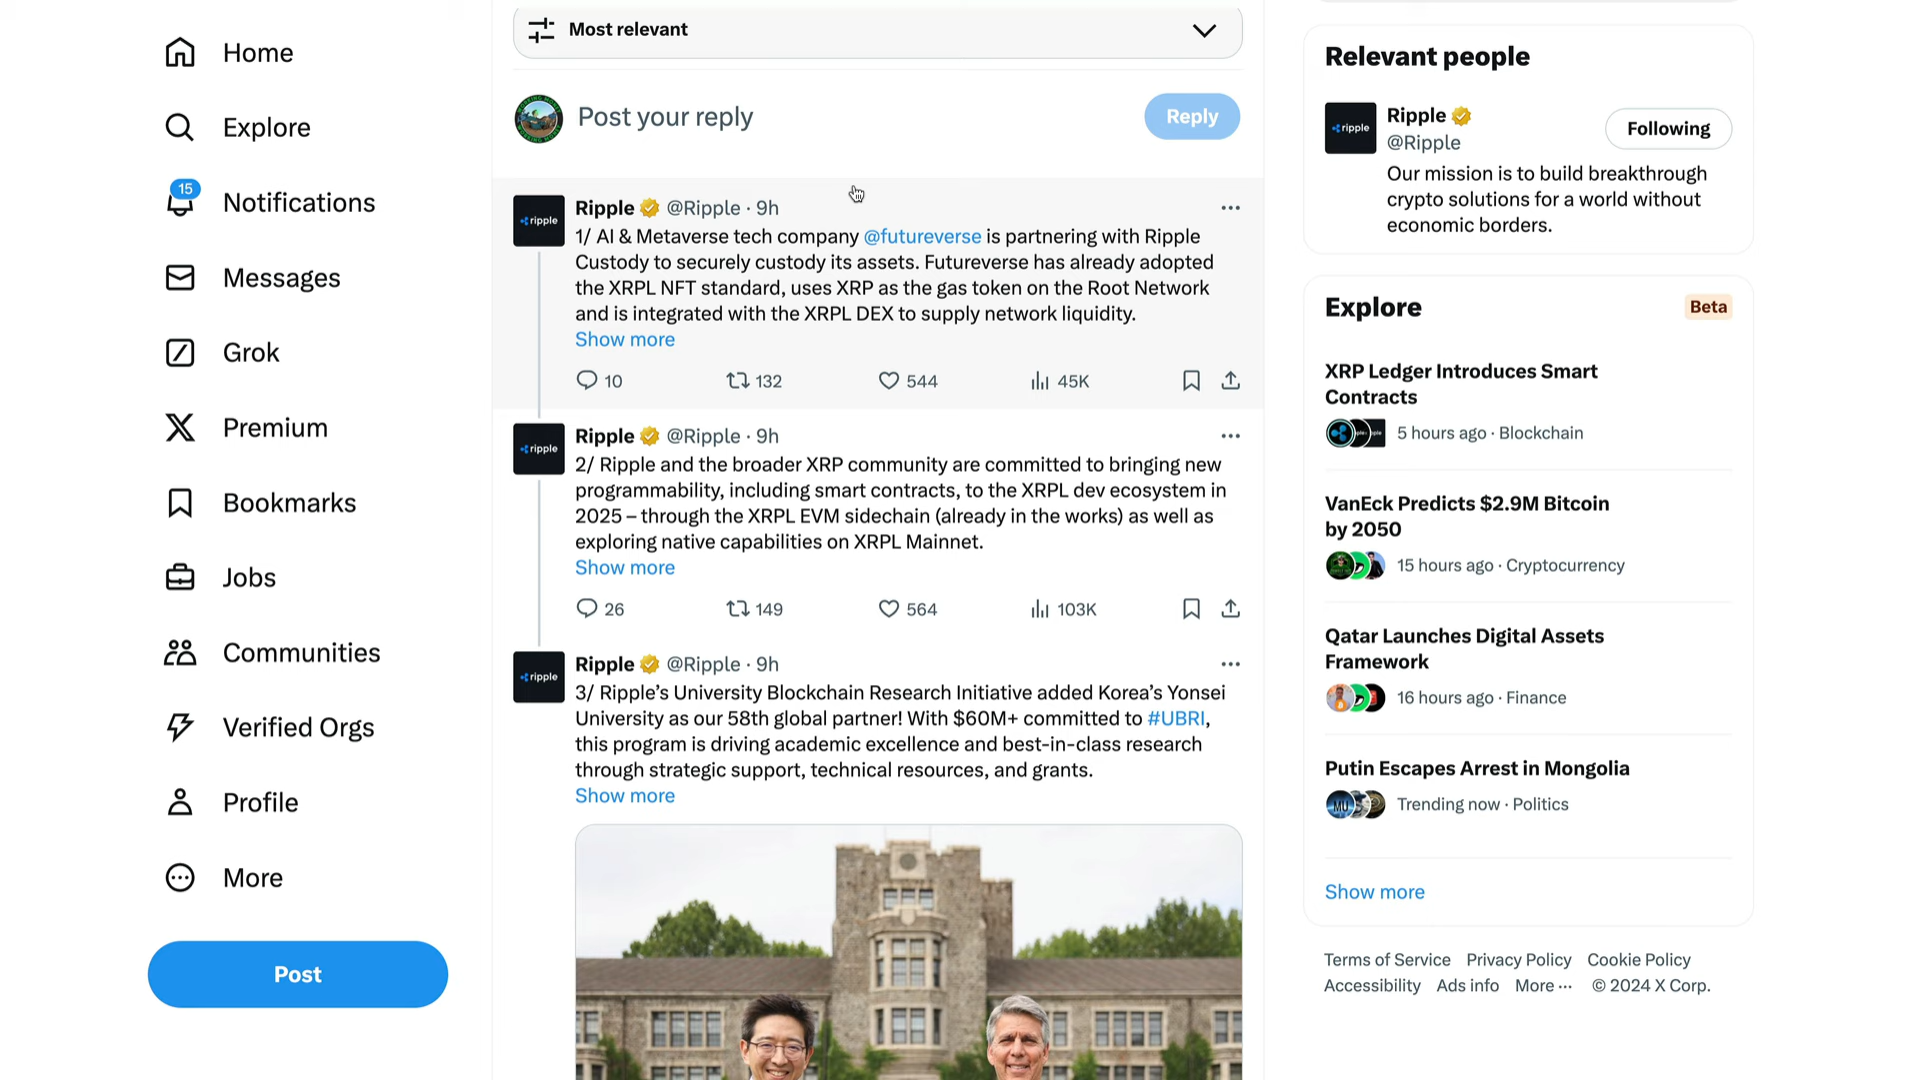 Home
Explore
15
Notifications
Messages
Grok
Premium
Bookmarks
Jobs
Communities
Verified Orgs
Profile
More
Post
Most relevant
Post your reply
Reply
ripple
Ripple @Ripple · 9h
1/ AI & Metaverse tech company @futureverse is partnering with Ripple
Custody to securely custody its assets. Futureverse has already adopted
the XRPL NFT standard, uses XRP as the gas token on the Root Network
and is integrated with the XRPL DEX to supply network liquidity.
Show more
10 132 544 45K
ripple
Ripple @Ripple · 9h
2/ Ripple and the broader XRP community are committed to bringing new
programmability, including smart contracts, to the XRPL dev ecosystem in
2025 – through the XRPL EVM sidechain (already in the works) as well as
exploring native capabilities on XRPL Mainnet.
Show more
26 149 564 103K
ripple
Ripple @Ripple · 9h
3/ Ripple’s University Blockchain Research Initiative added Korea’s Yonsei
University as our 58th global partner! With $60M+ committed to #UBRI,
this program is driving academic excellence and best-in-class research
through strategic support, technical resources, and grants.
Show more
Relevant people
ripple
Ripple
@Ripple
Following
Our mission is to build breakthrough
crypto solutions for a world without
economic borders.
Explore
Beta
XRP Ledger Introduces Smart
Contracts
5 hours ago · Blockchain
VanEck Predicts $2.9M Bitcoin
by 2050
15 hours ago · Cryptocurrency
Qatar Launches Digital Assets
Framework
16 hours ago · Finance
Putin Escapes Arrest in Mongolia
MU
Trending now · Politics
Show more
Terms of Service Privacy Policy Cookie Policy
Accessibility Ads info More ··· © 2024 X Corp.